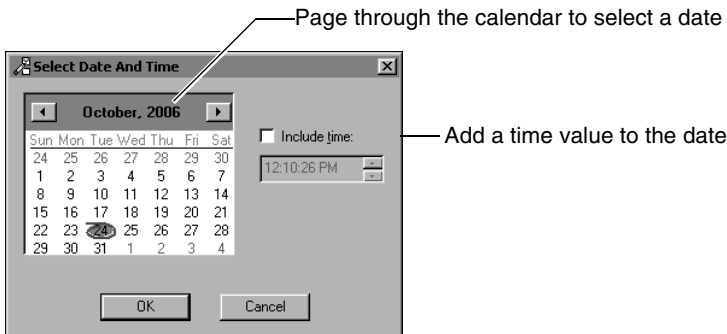 Page through the calendar to select a date
Select Date And Time
October, 2006
Sun Mon Tue Wed Thu Fri Sat
24 25 26 27 28 29 30
1 2 3 4 5 6 7
8 9 10 11 12 13 14
15 16 17 18 19 20 21
22 23 24 25 26 27 28
29 30 31 1 2 3 4
Include time:
12:10:26 PM
Add a time value to the date
OK
Cancel